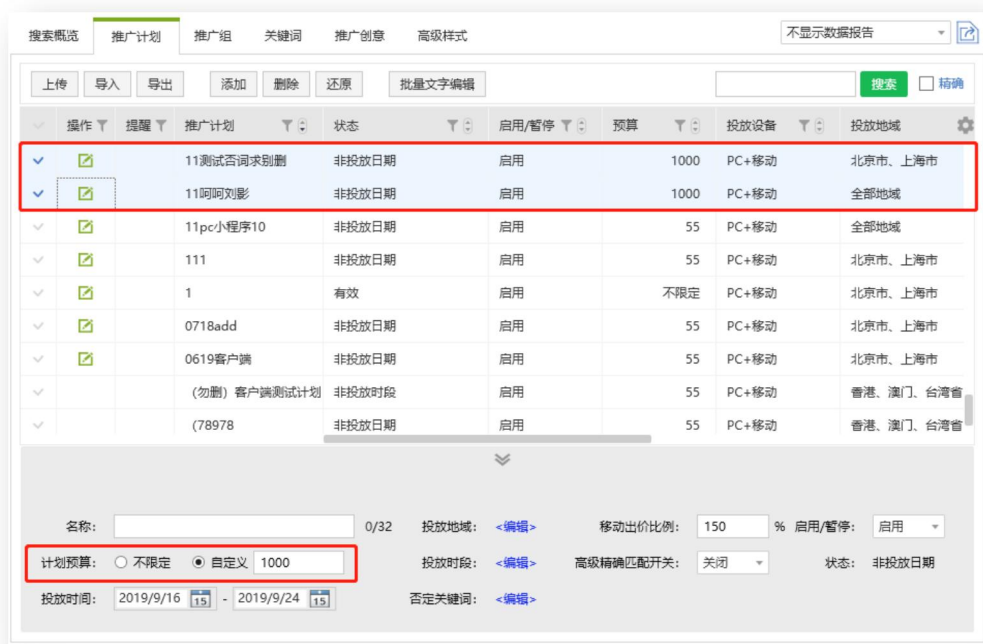 搜索概览 推广计划 推广组 关键词 推广创意 高级样式 不显示数据报告
上传 导入 导出 添加 删除 还原 批量文字编辑 搜索 精确
操作 提醒 推广计划 状态 启用/暂停 预算 投放设备 投放地域
11测试否词求别删 非投放日期 启用 1000 PC+移动 北京市、上海市
11呵呵刘影 非投放日期 启用 1000 PC+移动 全部地域
11pc小程序10 非投放日期 启用 55 PC+移动 全部地域
111 非投放日期 启用 55 PC+移动 北京市、上海市
1 有效 启用 不限定 PC+移动 北京市、上海市
0718add 非投放日期 启用 55 PC+移动 北京市、上海市
0619客户端 非投放日期 启用 55 PC+移动 北京市、上海市
（勿删）客户端测试计划 非投放时段 启用 55 PC+移动 香港、澳门、台湾省
(78978 非投放日期 启用 55 PC+移动 香港、澳门、台湾省
名称: 0/32 投放地域: <编辑> 移动出价比例: 150 % 启用/暂停: 启用
计划预算: 不限定 自定义 1000 投放时段: <编辑> 高级精确匹配开关: 关闭 状态: 非投放日期
投放时间: 2019/9/16 15 - 2019/9/24 15 否定关键词: <编辑>